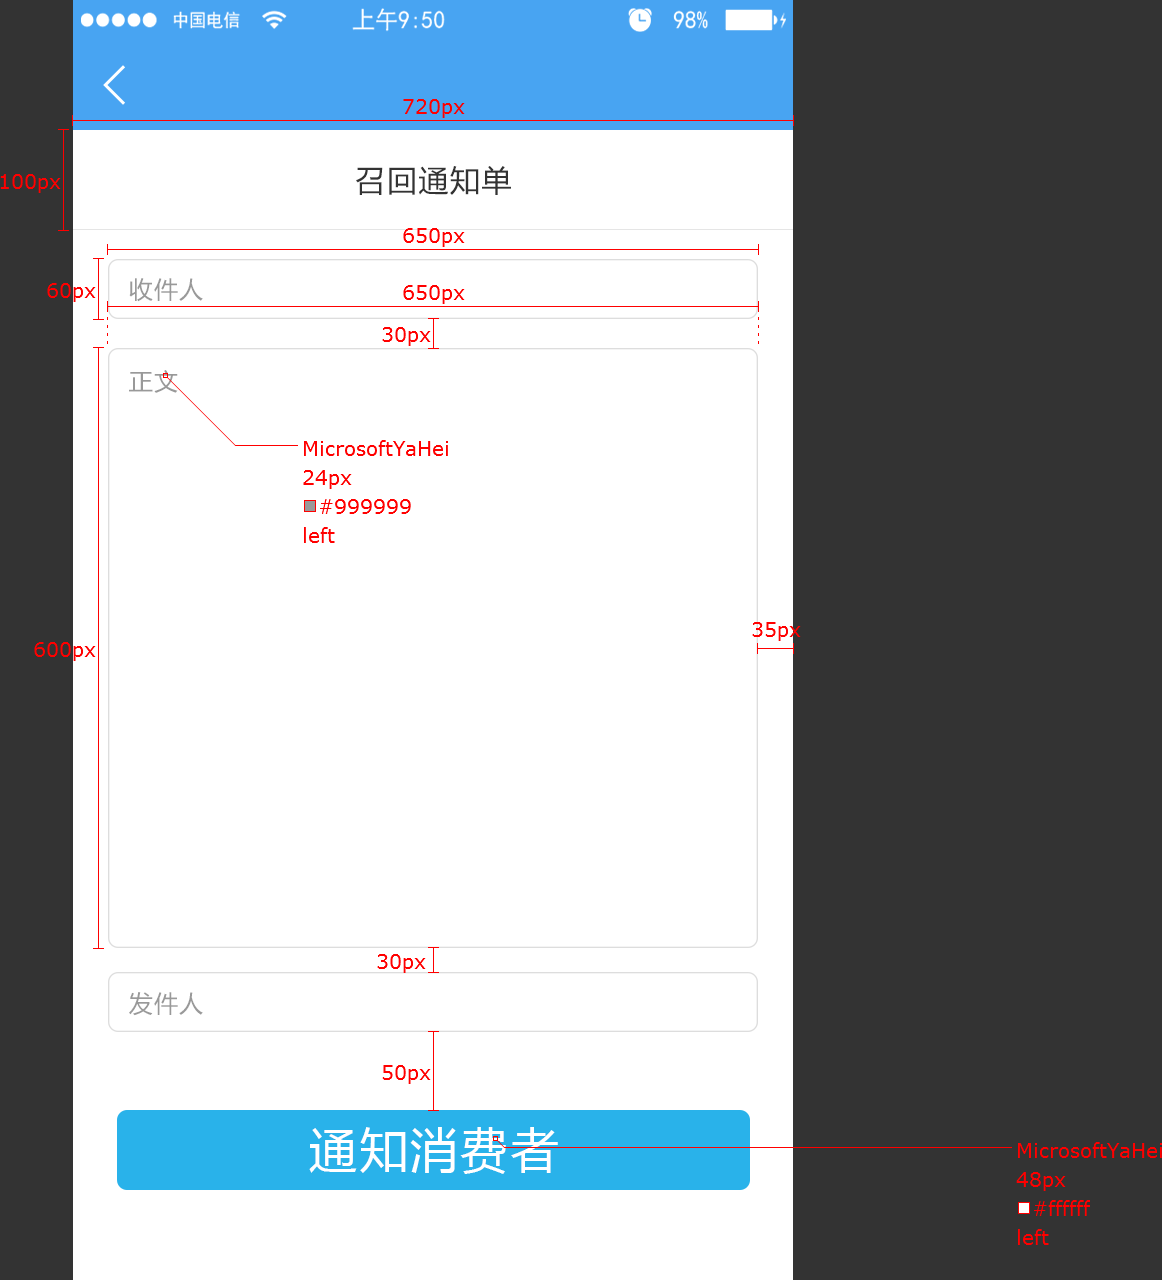 中国电信 上午9:50 98%
720px
100px
召回通知单
650px
60px
收件人
650px
30px
正文
MicrosoftYaHei
24px
#999999
left
35px
600px
30px
发件人
50px
通知消费者
MicrosoftYaHei
48px
#ffffff
left